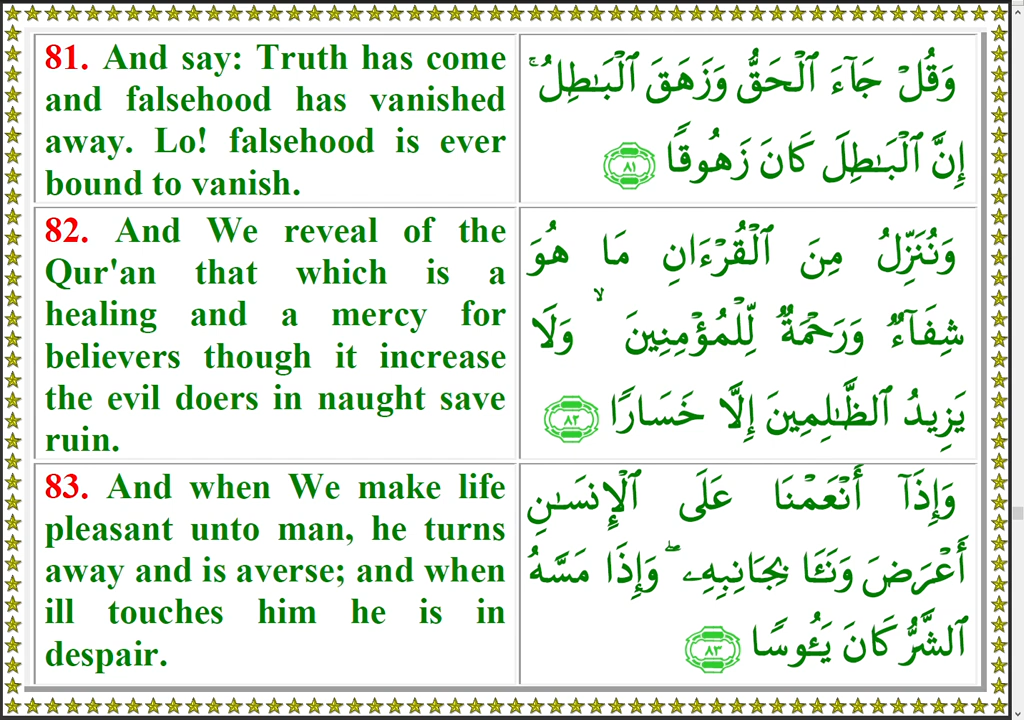 81. And say: Truth has come
and falsehood has vanished
away. Lo! falsehood is ever
bound to vanish.
وَقُلْ جَآءَ ٱلْحَقُّ وَزَهَقَ ٱلْبَـٰطِلُ ۚ
إِنَّ ٱلْبَـٰطِلَ كَانَ زَهُوقًا ٨١
82. And We reveal of the
Qur'an that which is a
healing and a mercy for
believers though it increase
the evil doers in naught save
ruin.
وَنُنَزِّلُ مِنَ ٱلْقُرْءَانِ مَا هُوَ
شِفَآءٌ وَرَحْمَةٌ لِّلْمُؤْمِنِينَ ۙ وَلَا
يَزِيدُ ٱلظَّـٰلِمِينَ إِلَّا خَسَارًا ٨٢
83. And when We make life
pleasant unto man, he turns
away and is averse; and when
ill touches him he is in
despair.
وَإِذَآ أَنْعَمْنَا عَلَى ٱلْإِنسَـٰنِ
أَعْرَضَ وَنَـَٔا بِجَانِبِهِۦ ۖ وَإِذَا مَسَّهُ
ٱلشَّرُّ كَانَ يَـُٔوسًا ٨٣